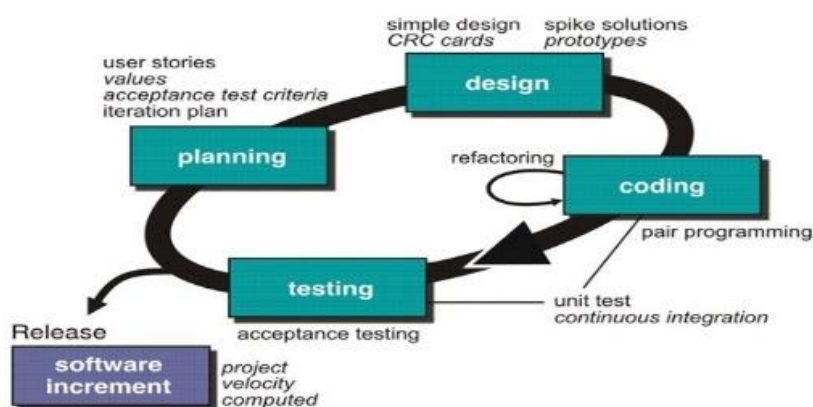 simple design
CRC cards
spike solutions
prototypes
design
user stories
values
acceptance test criteria
iteration plan
planning
refactoring
coding
pair programming
testing
acceptance testing
unit test
continuous integration
Release
software
increment
project
velocity
computed